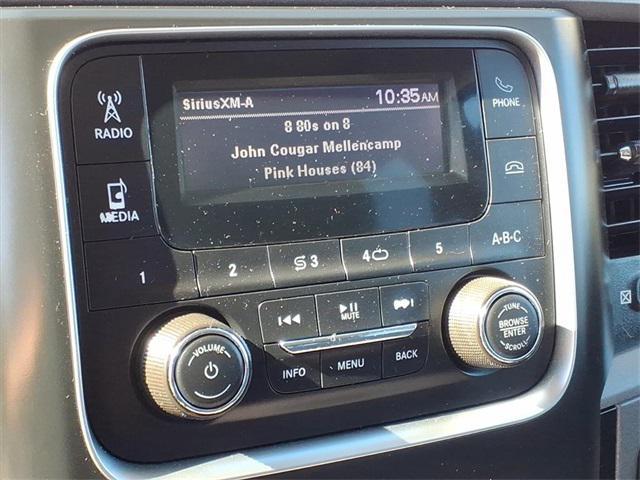 SiriusXM-A 10:35AM
8 80s on 8
John Cougar Mellencamp
Pink Houses (84)
RADIO
PHONE
MEDIA
1 2 3 4 5 A-B-C
MUTE
VOLUME
INFO MENU BACK
TUNE
BROWSE
ENTER
SCROLL